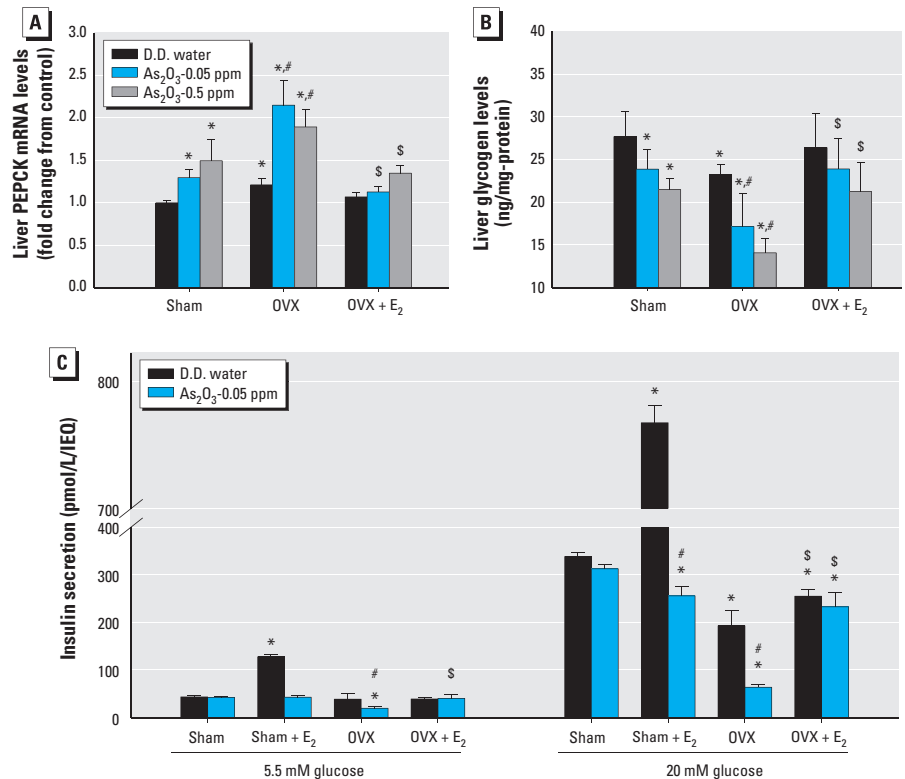 A
Liver PEPCK mRNA levels
(fold change from control)
3.0
2.5
2.0
1.5
1.0
0.5
0.0
D.D. water
As₂O₃-0.05 ppm
As₂O₃-0.5 ppm
*
*
*
*,#
*,#
$
$
Sham
OVX
OVX + E₂
B
Liver glycogen levels
(ng/mg-protein)
40
35
30
25
20
15
10
*
*
*
*,#
*,#
$
$
Sham
OVX
OVX + E₂
C
Insulin secretion (pmol/L/IEQ)
800
700
400
300
200
100
0
D.D. water
As₂O₃-0.05 ppm
*
#
*
$
*
#
*
*
#
*
$
*
$
*
Sham
Sham + E₂
OVX
OVX + E₂
Sham
Sham + E₂
OVX
OVX + E₂
5.5 mM glucose
20 mM glucose